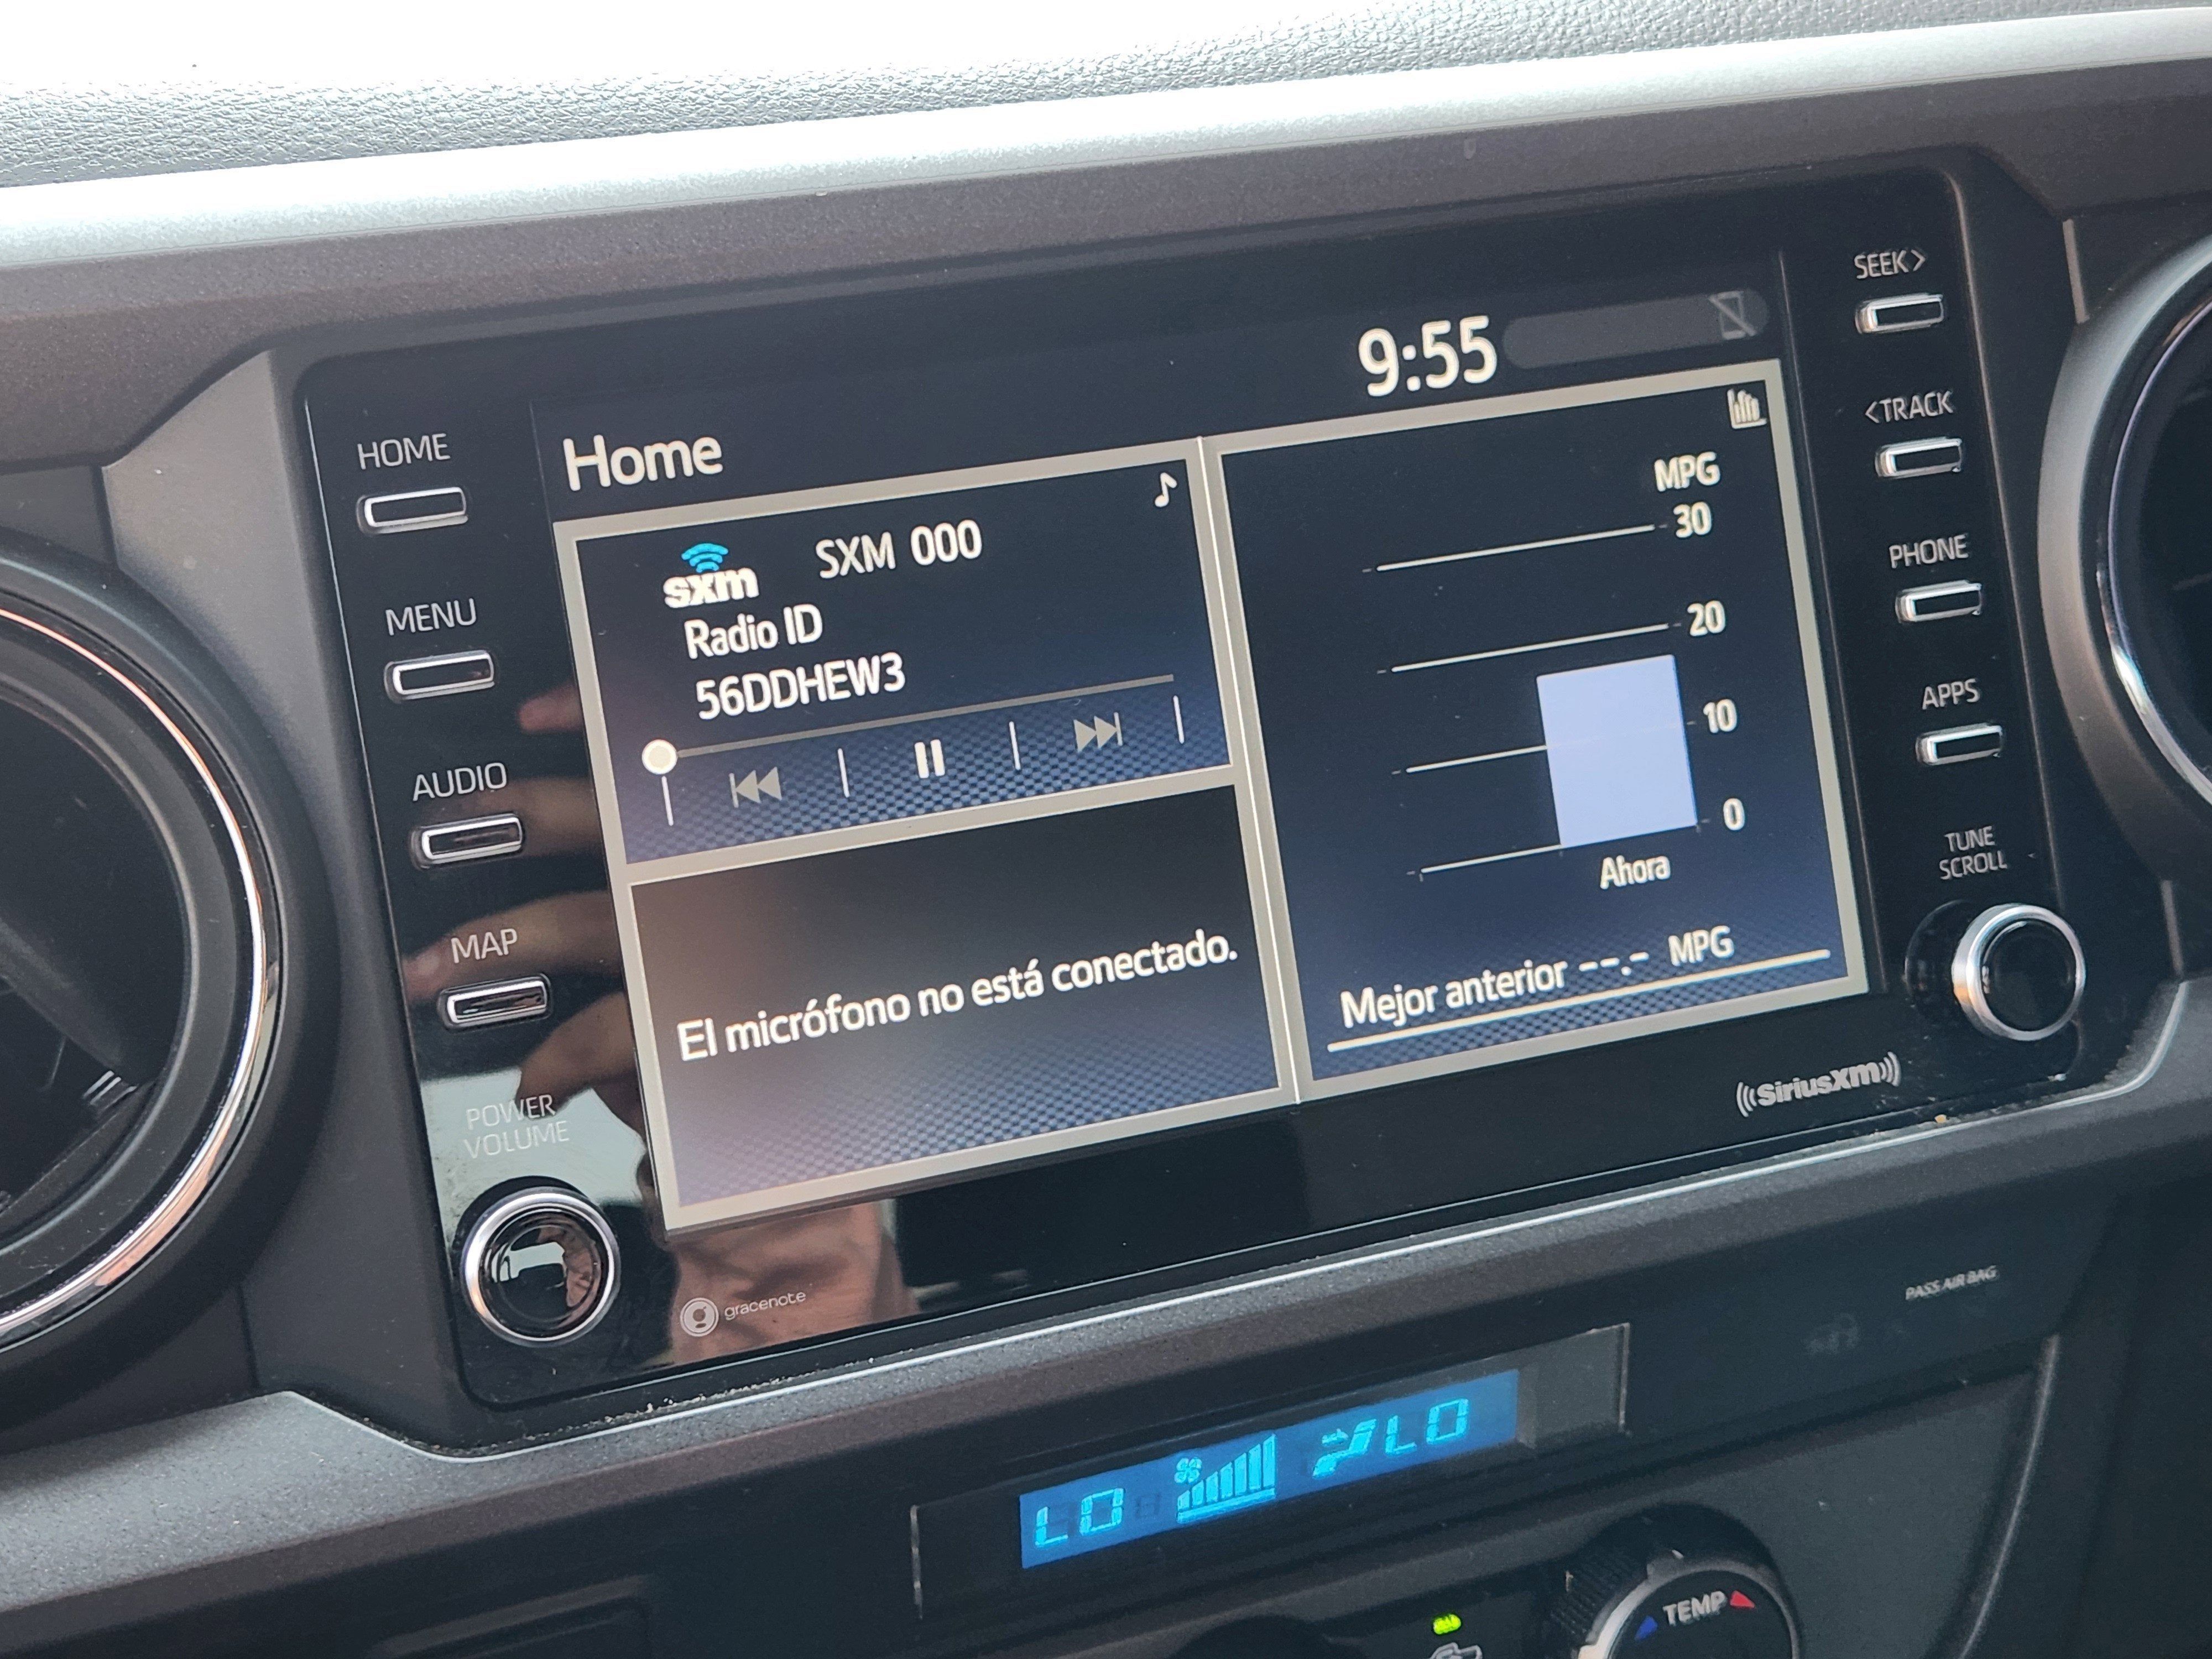 9:55
Home
sxm
SXM 000
Radio ID
56DDHEW3
El micrófono no está conectado.
MPG
30
20
10
0
Ahora
Mejor anterior --.- MPG
HOME
MENU
AUDIO
MAP
POWER
VOLUME
SEEK>
<TRACK
PHONE
APPS
TUNE
SCROLL
((SiriusXM))
gracenote
PASS AIR BAG
LO
LO
TEMP